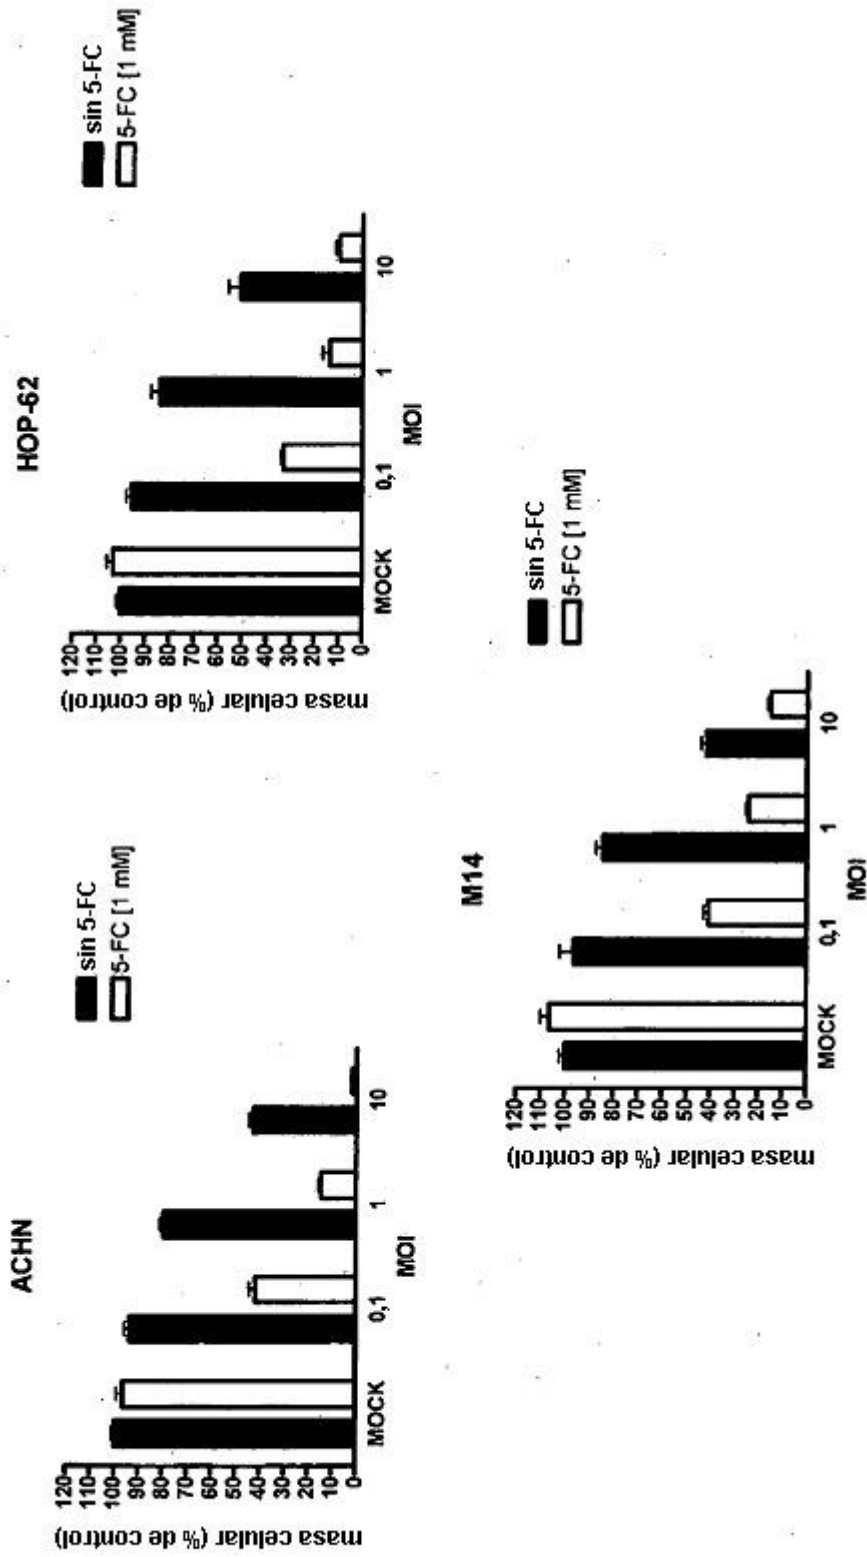 ACHN
sin 5-FC
5-FC [1 mM]
masa celular (% de control)
120
110
100
90
80
70
60
50
40
30
20
10
0
MOCK 0,1 1 10
MOI
HOP-62
sin 5-FC
5-FC [1 mM]
masa celular (% de control)
120
110
100
90
80
70
60
50
40
30
20
10
0
MOCK 0,1 1 10
MOI
M14
sin 5-FC
5-FC [1 mM]
masa celular (% de control)
120
110
100
90
80
70
60
50
40
30
20
10
0
MOCK 0,1 1 10
MOI